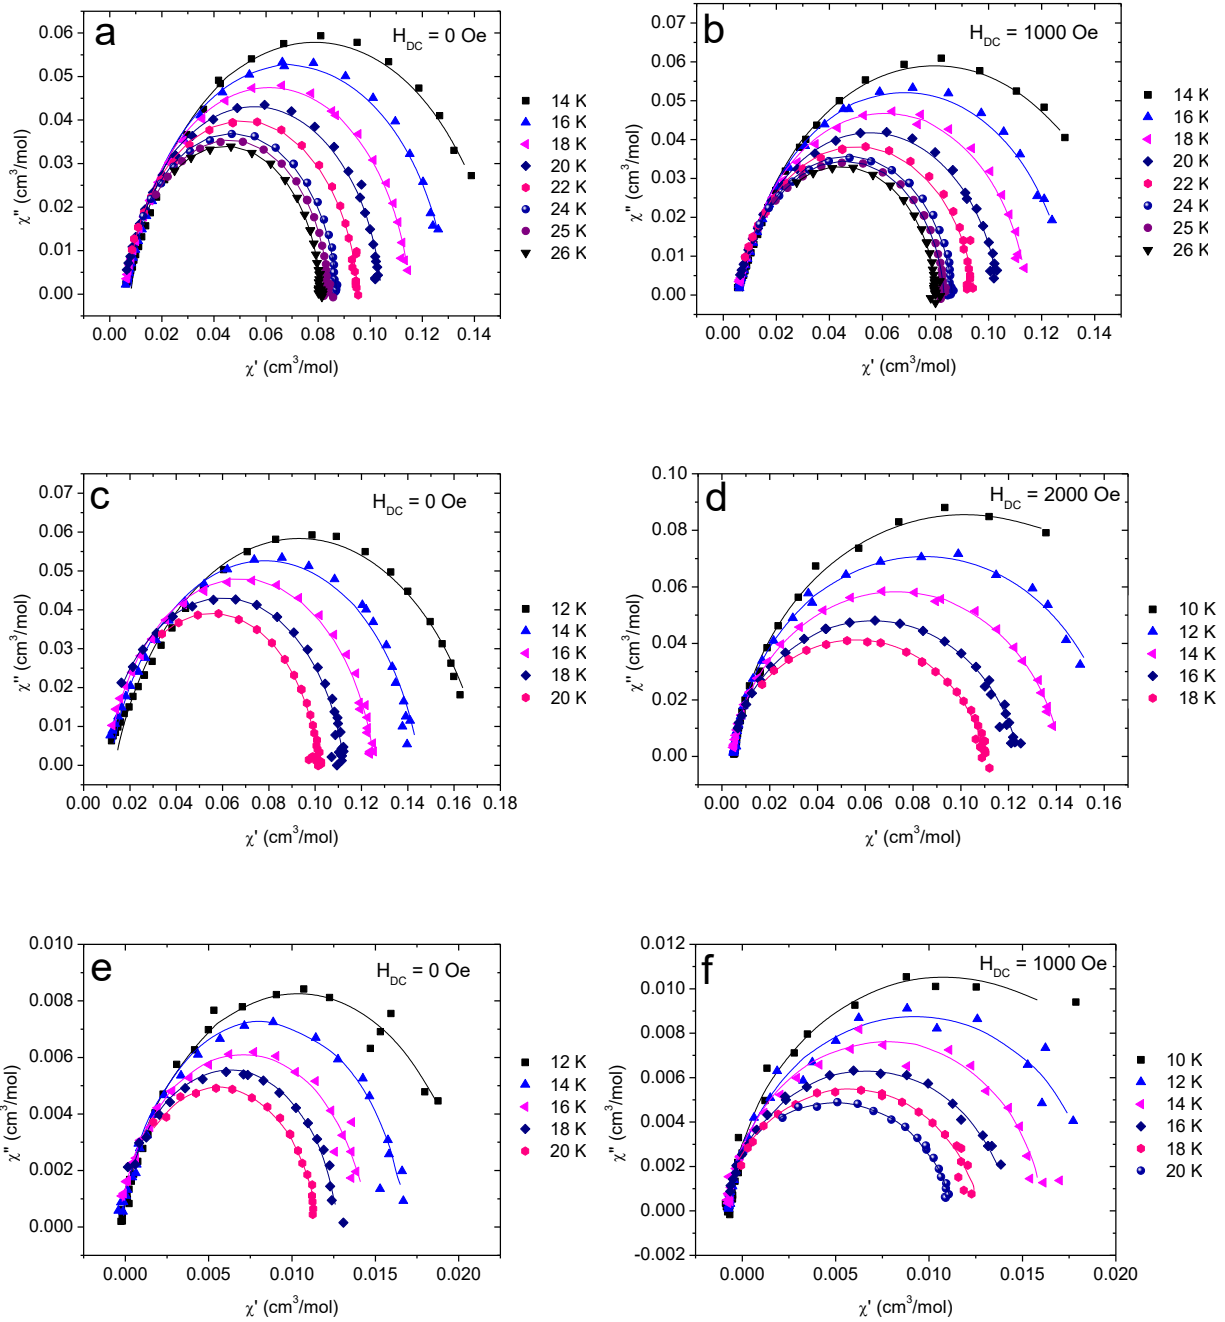 a
H_DC = 0 Oe
χ'' (cm³/mol)
0.06
0.05
0.04
0.03
0.02
0.01
0.00
0.00 0.02 0.04 0.06 0.08 0.10 0.12 0.14
χ' (cm³/mol)
14 K
16 K
18 K
20 K
22 K
24 K
25 K
26 K
b
H_DC = 1000 Oe
χ'' (cm³/mol)
0.07
0.06
0.05
0.04
0.03
0.02
0.01
0.00
0.00 0.02 0.04 0.06 0.08 0.10 0.12 0.14
χ' (cm³/mol)
14 K
16 K
18 K
20 K
22 K
24 K
25 K
26 K
c
H_DC = 0 Oe
χ'' (cm³/mol)
0.07
0.06
0.05
0.04
0.03
0.02
0.01
0.00
0.00 0.02 0.04 0.06 0.08 0.10 0.12 0.14 0.16 0.18
χ' (cm³/mol)
12 K
14 K
16 K
18 K
20 K
d
H_DC = 2000 Oe
χ'' (cm³/mol)
0.10
0.08
0.06
0.04
0.02
0.00
0.00 0.02 0.04 0.06 0.08 0.10 0.12 0.14 0.16
χ' (cm³/mol)
10 K
12 K
14 K
16 K
18 K
e
H_DC = 0 Oe
χ'' (cm³/mol)
0.010
0.008
0.006
0.004
0.002
0.000
0.000 0.005 0.010 0.015 0.020
χ' (cm³/mol)
12 K
14 K
16 K
18 K
20 K
f
H_DC = 1000 Oe
χ'' (cm³/mol)
0.012
0.010
0.008
0.006
0.004
0.002
0.000
-0.002
0.000 0.005 0.010 0.015 0.020
χ' (cm³/mol)
10 K
12 K
14 K
16 K
18 K
20 K